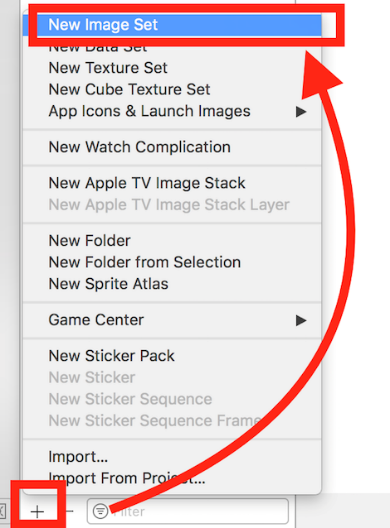 New Image Set
New Data Set
New Texture Set
New Cube Texture Set
App Icons & Launch Images
New Watch Complication
New Apple TV Image Stack
New Apple TV Image Stack Layer
New Folder
New Folder from Selection
New Sprite Atlas
Game Center
New Sticker Pack
New Sticker
New Sticker Sequence
New Sticker Sequence Frame
Import...
Import From Project...
+ − Filter